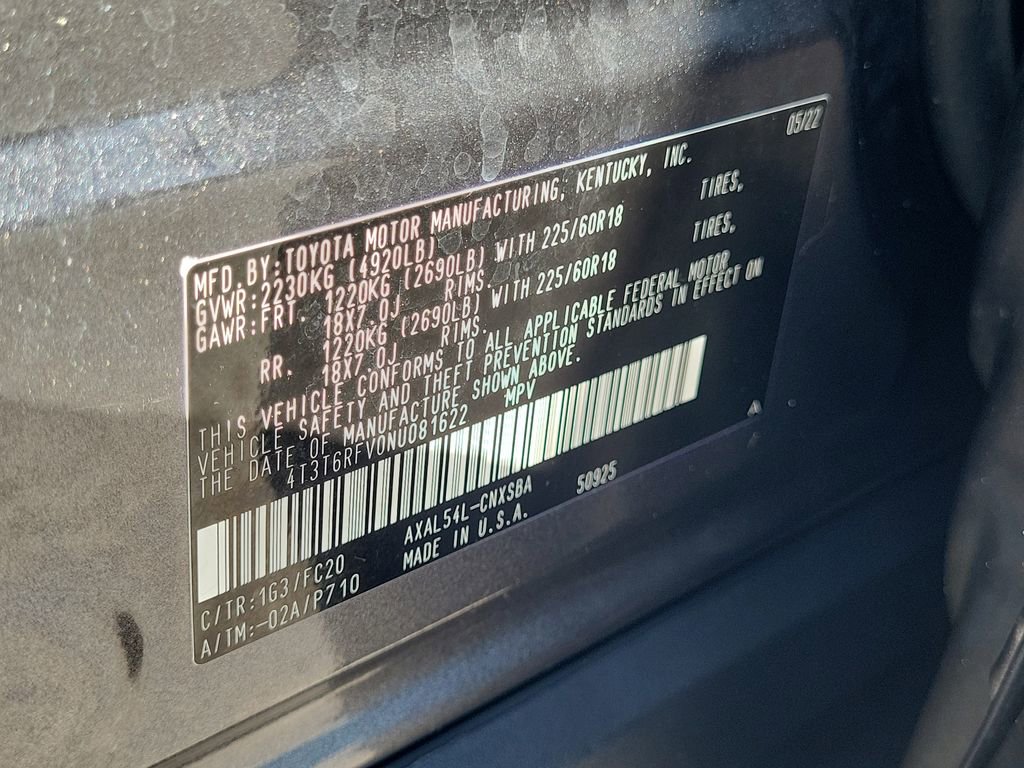 05/22
MFD. BY: TOYOTA MOTOR MANUFACTURING, KENTUCKY, INC.
GVWR: 2230KG (4920LB)
GAWR: FRT. 1220KG (2690LB) WITH 225/60R18 TIRES,
18X7.0J RIMS.
RR. 1220KG (2690LB) WITH 225/60R18 TIRES,
18X7.0J RIMS.
THIS VEHICLE CONFORMS TO ALL APPLICABLE FEDERAL MOTOR
VEHICLE SAFETY AND THEFT PREVENTION STANDARDS IN EFFECT ON
THE DATE OF MANUFACTURE SHOWN ABOVE.
4T3T6RFV0NU081622 MPV
C/TR:1G3/FC20 AXAL54L-CNXSBA 50925
A/TM:-02A/P710 MADE IN U.S.A.